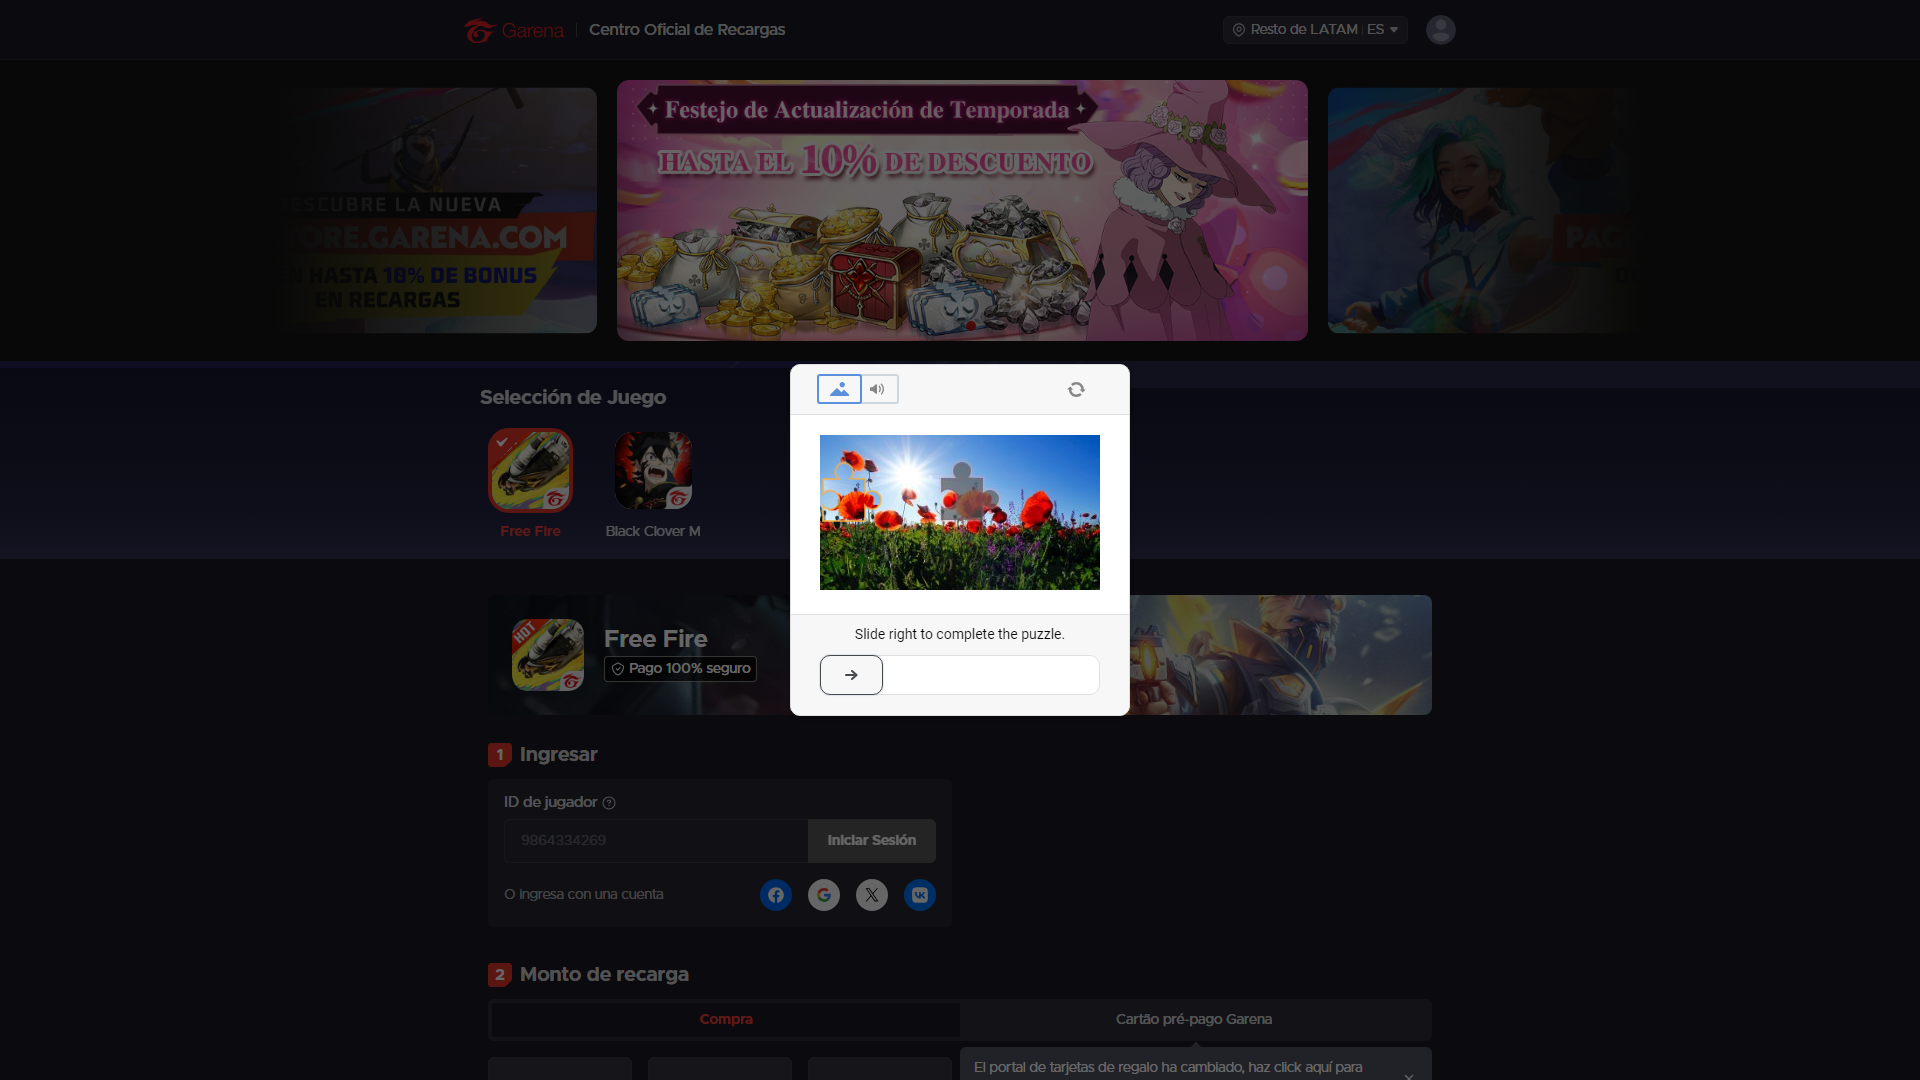 Garena
Centro Oficial de Recargas
Resto de LATAM
ES
Festejo de Actualización de Temporada
HASTA EL 10% DE DESCUENTO
ESCUBRE LA NUEVA
TORE.GARENA.COM
N HASTA 10% DE BONUS
EN RECARGAS
PAG
Selección de Juego
Free Fire
Black Clover M
HOT
Free Fire
Pago 100% seguro
Slide right to complete the puzzle.
1 Ingresar
ID de jugador
9864334269
Iniciar Sesión
O ingresa con una cuenta
2 Monto de recarga
Compra
Cartão pré-pago Garena
El portal de tarjetas de regalo ha cambiado, haz click aquí para